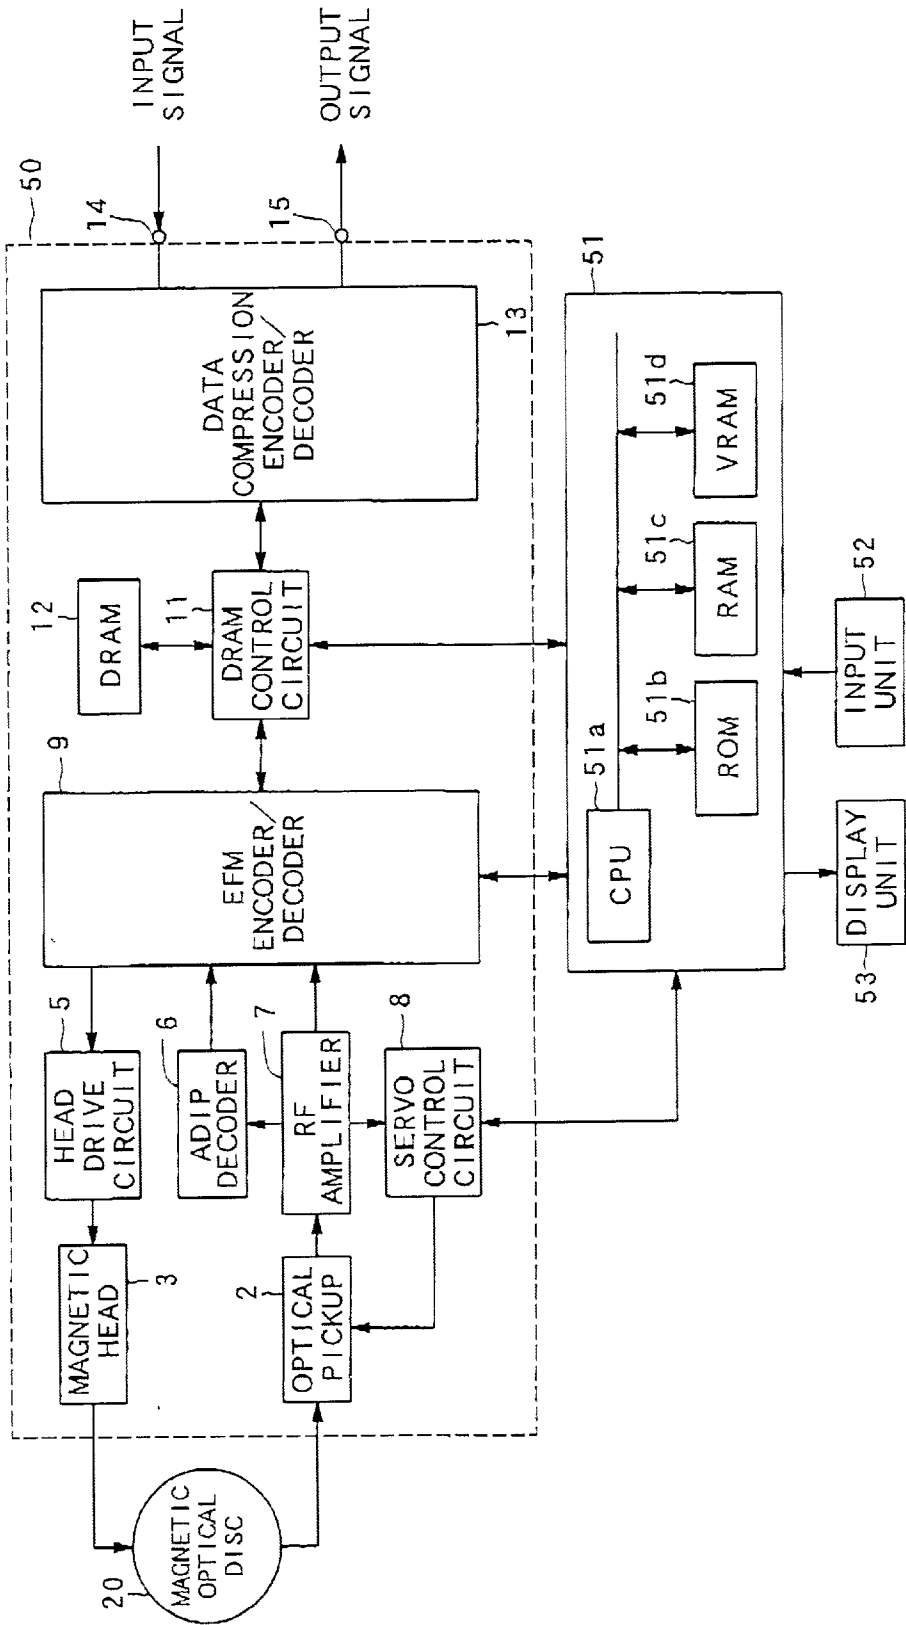 INPUT
SIGNAL
OUTPUT
SIGNAL
50
14
15
DATA
COMPRESSION
ENCODER/
DECODER
13
12
DRAM
11
DRAM
CONTROL
CIRCUIT
9
EFM
ENCODER/
DECODER
5
HEAD
DRIVE
CIRCUIT
6
ADIP
DECODER
7
RF
AMPLIFIER
8
SERVO
CONTROL
CIRCUIT
MAGNETIC
HEAD
3
2
OPTICAL
PICKUP
20
MAGNETIC
OPTICAL
DISC
51
51a
CPU
51b
ROM
51c
RAM
51d
VRAM
52
INPUT
UNIT
53
DISPLAY
UNIT